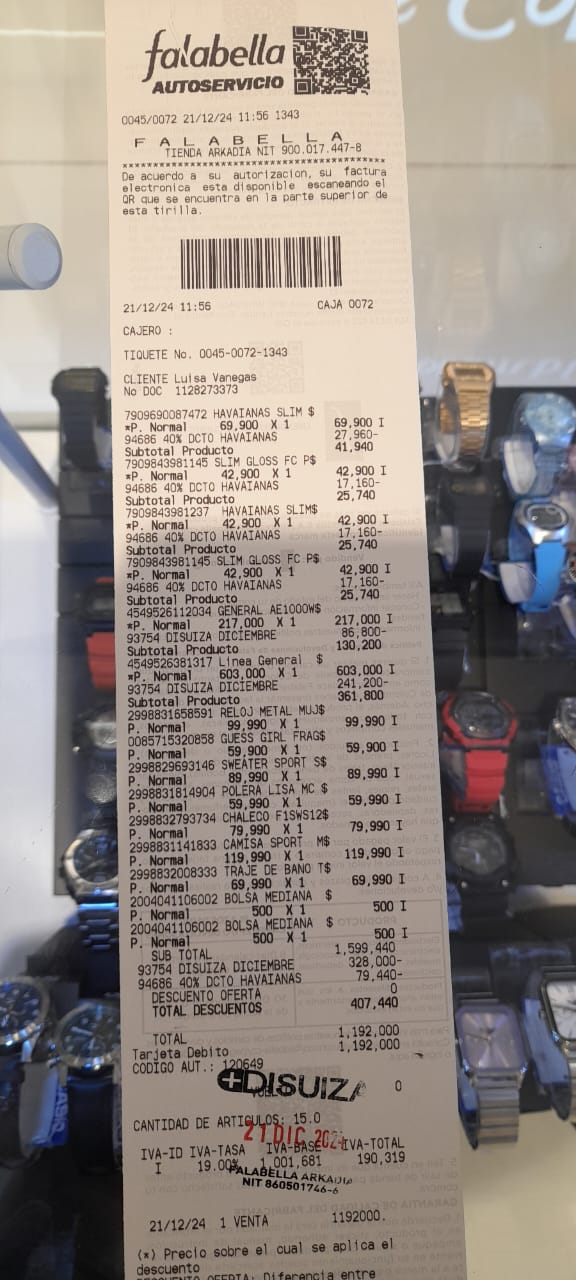 falabella
AUTOSERVICIO
0045/0072 21/12/24 11:56 1343
F A L A B E L L A
TIENDA ARKADIA NIT 900.017.447-8
****************************************
De acuerdo a su autorizacion, su factura
electronica esta disponible escaneando el
QR que se encuentra en la parte superior de
esta tirilla.
21/12/24 11:56 CAJA 0072
CAJERO :
TIQUETE No. 0045-0072-1343
CLIENTE Luisa Vanegas
No DOC 1128273373
7909690087472 HAVAIANAS SLIM $
*P. Normal 69,900 X 1 69,900 I
94686 40% DCTO HAVAIANAS 27,960-
Subtotal Producto 41,940
7909843981145 SLIM GLOSS FC P$
*P. Normal 42,900 X 1 42,900 I
94686 40% DCTO HAVAIANAS 17,160-
Subtotal Producto 25,740
7909843981237 HAVAIANAS SLIM$
*P. Normal 42,900 X 1 42,900 I
94686 40% DCTO HAVAIANAS 17,160-
Subtotal Producto 25,740
7909843981145 SLIM GLOSS FC P$
*P. Normal 42,900 X 1 42,900 I
94686 40% DCTO HAVAIANAS 17,160-
Subtotal Producto 25,740
4549526112034 GENERAL AE1000W$
*P. Normal 217,000 X 1 217,000 I
93754 DISUIZA DICIEMBRE 86,800-
Subtotal Producto 130,200
4549526381317 Linea General $
*P. Normal 603,000 X 1 603,000 I
93754 DISUIZA DICIEMBRE 241,200-
Subtotal Producto 361,800
2998831658591 RELOJ METAL MUJ$
P. Normal 99,990 X 1 99,990 I
0085715320858 GUESS GIRL FRAG$
P. Normal 59,900 X 1 59,900 I
2998829693146 SWEATER SPORT S$
P. Normal 89,990 X 1 89,990 I
2998831814904 POLERA LISA MC $
P. Normal 59,990 X 1 59,990 I
2998832793734 CHALECO F1SWS12$
P. Normal 79,990 X 1 79,990 I
2998831141833 CAMISA SPORT M$
P. Normal 119,990 X 1 119,990 I
2998832008333 TRAJE DE BANO T$
P. Normal 69,990 X 1 69,990 I
2004041106002 BOLSA MEDIANA $
P. Normal 500 X 1 500 I
2004041106002 BOLSA MEDIANA $
P. Normal 500 X 1 500 I
SUB TOTAL 1,599,440
93754 DISUIZA DICIEMBRE 328,000-
94686 40% DCTO HAVAIANAS 79,440-
DESCUENTO OFERTA 0
TOTAL DESCUENTOS 407,440
TOTAL 1,192,000
Tarjeta Debito 1,192,000
CODIGO AUT.: 120649
DISUIZA
0
CANTIDAD DE ARTICULOS: 15.0
21 DIC 2024
IVA-ID IVA-TASA IVA-BASE IVA-TOTAL
I 19.00% 1,001,681 190,319
FALABELLA ARKADIA
NIT 860501746-6
21/12/24 1 VENTA 1192000.
(*) Precio sobre el cual se aplica el
descuento
DESCUENTO OFERTA: Diferencia entre